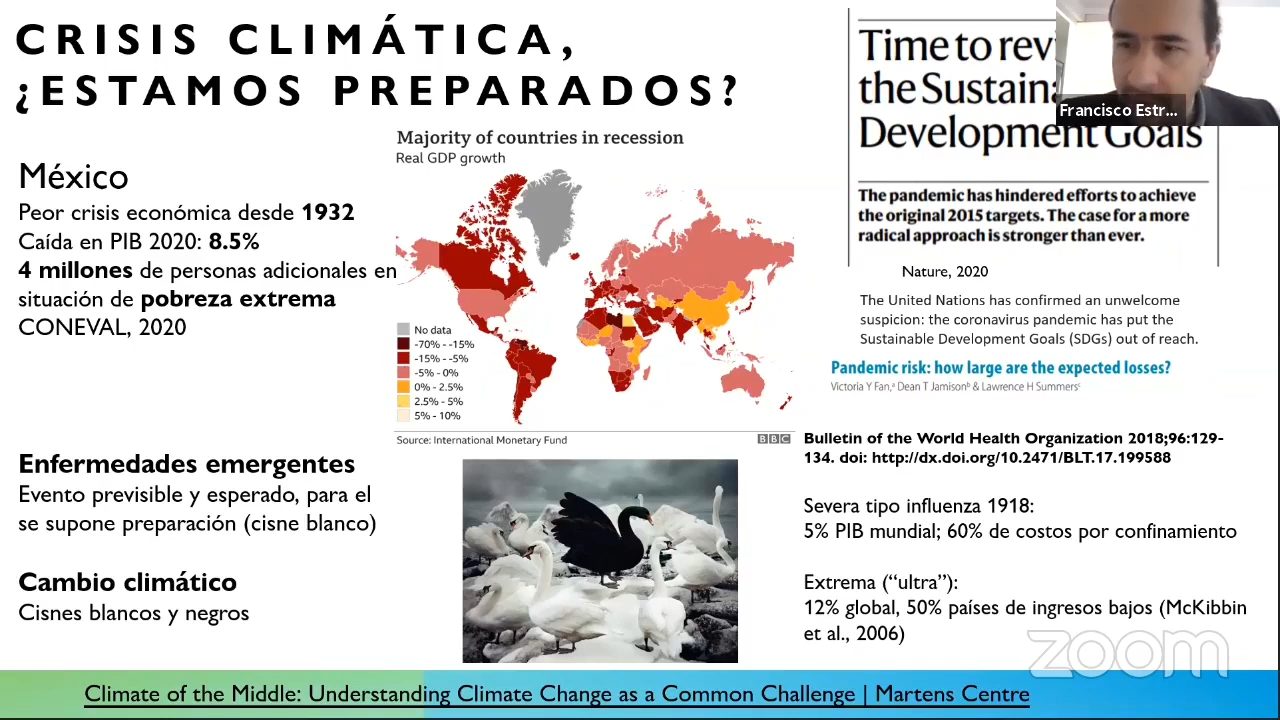 CRISIS CLIMÁTICA,
¿ESTAMOS PREPARADOS?
México
Peor crisis económica desde 1932
Caída en PIB 2020: 8.5%
4 millones de personas adicionales en
situación de pobreza extrema
CONEVAL, 2020
Enfermedades emergentes
Evento previsible y esperado, para el
se supone preparación (cisne blanco)
Cambio climático
Cisnes blancos y negros
Majority of countries in recession
Real GDP growth
No data
-70% - -15%
-15% - -5%
-5% - 0%
0% - 2.5%
2.5% - 5%
5% - 10%
Source: International Monetary Fund
BBC
Time to rev
the Sustaina
Development Goals
Francisco Estr...
The pandemic has hindered efforts to achieve
the original 2015 targets. The case for a more
radical approach is stronger than ever.
Nature, 2020
The United Nations has confirmed an unwelcome
suspicion: the coronavirus pandemic has put the
Sustainable Development Goals (SDGs) out of reach.
Pandemic risk: how large are the expected losses?
Victoria Y Fan,ª Dean T Jamisonᵇ & Lawrence H Summersᶜ
Bulletin of the World Health Organization 2018;96:129-
134. doi: http://dx.doi.org/10.2471/BLT.17.199588
Severa tipo influenza 1918:
5% PIB mundial; 60% de costos por confinamiento
Extrema (“ultra”):
12% global, 50% países de ingresos bajos (McKibbin
et al., 2006)
zoom
Climate of the Middle: Understanding Climate Change as a Common Challenge | Martens Centre